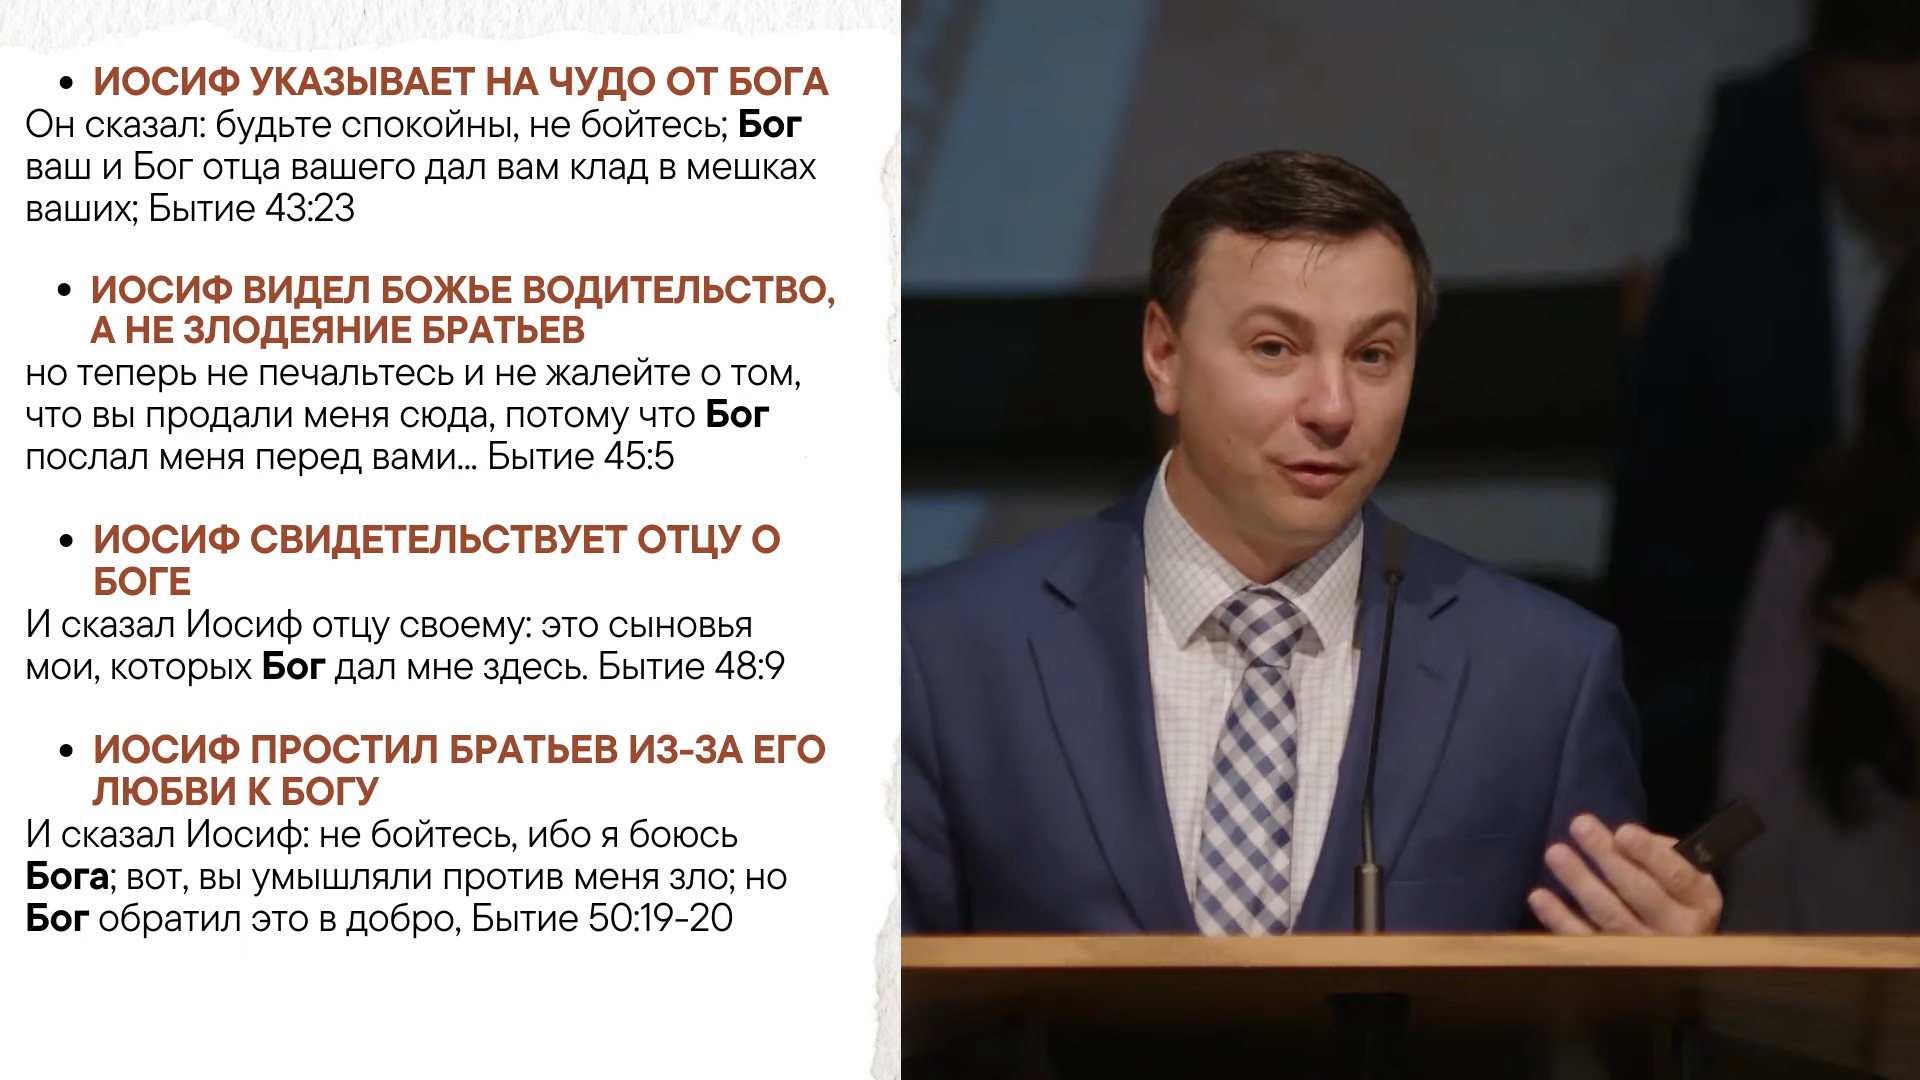 • ИОСИФ УКАЗЫВАЕТ НА ЧУДО ОТ БОГА
Он сказал: будьте спокойны, не бойтесь; Бог
ваш и Бог отца вашего дал вам клад в мешках
ваших; Бытие 43:23
• ИОСИФ ВИДЕЛ БОЖЬЕ ВОДИТЕЛЬСТВО,
А НЕ ЗЛОДЕЯНИЕ БРАТЬЕВ
но теперь не печальтесь и не жалейте о том,
что вы продали меня сюда, потому что Бог
послал меня перед вами... Бытие 45:5
• ИОСИФ СВИДЕТЕЛЬСТВУЕТ ОТЦУ О
БОГЕ
И сказал Иосиф отцу своему: это сыновья
мои, которых Бог дал мне здесь. Бытие 48:9
• ИОСИФ ПРОСТИЛ БРАТЬЕВ ИЗ-ЗА ЕГО
ЛЮБВИ К БОГУ
И сказал Иосиф: не бойтесь, ибо я боюсь
Бога; вот, вы умышляли против меня зло; но
Бог обратил это в добро, Бытие 50:19-20